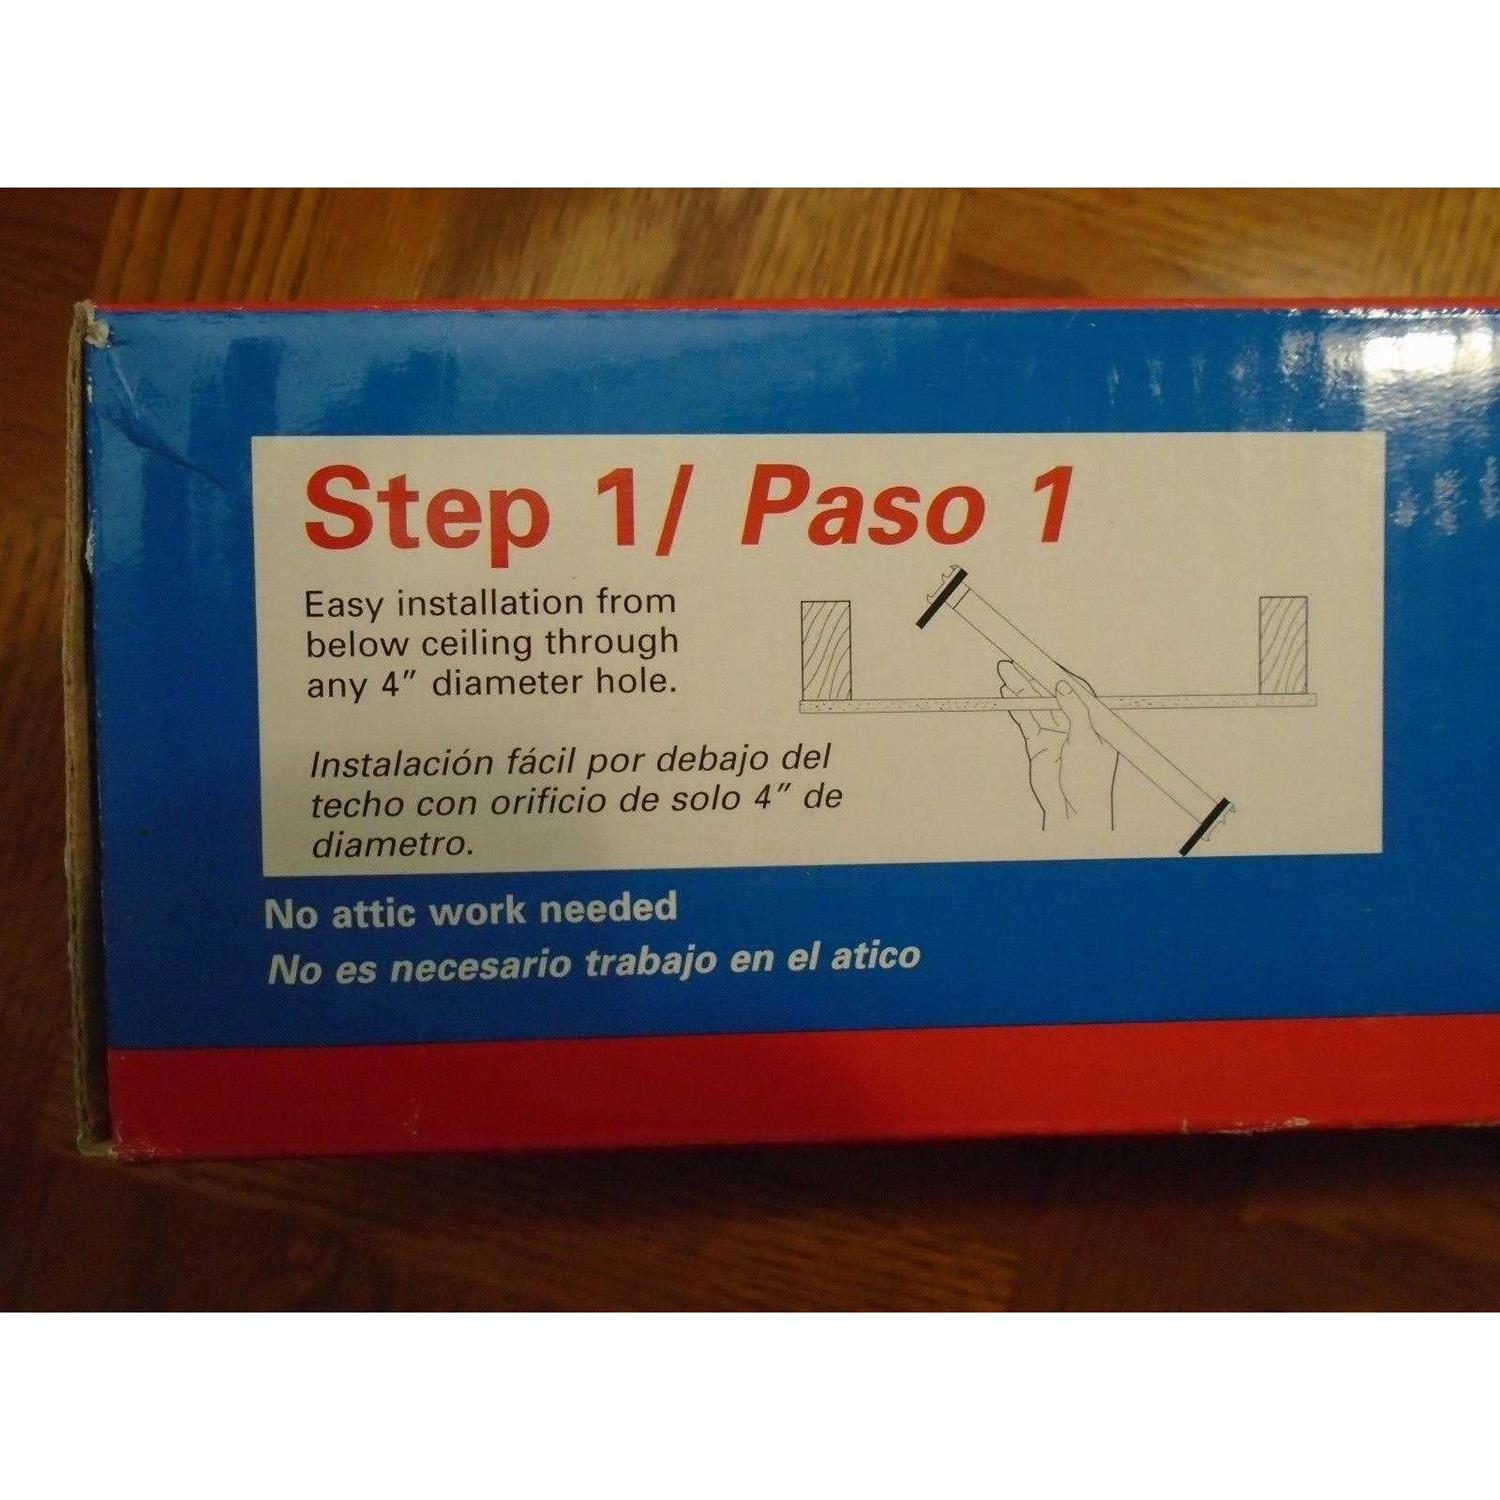 Step 1/ Paso 1
Easy installation from
below ceiling through
any 4” diameter hole.
Instalación fácil por debajo del
techo con orificio de solo 4” de
diametro.
No attic work needed
No es necesario trabajo en el atico